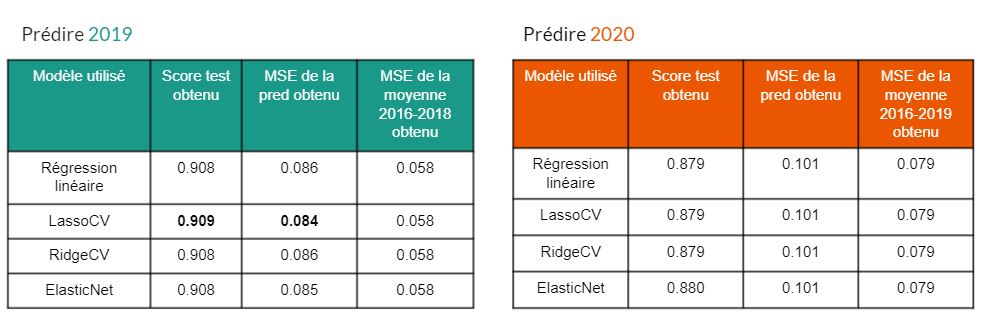 Prédire 2019
Modèle utilisé
Score test
obtenu
MSE de la
pred obtenu
MSE de la
moyenne
2016-2018
obtenu
Régression
linéaire
0.908
0.086
0.058
LassoCV
0.909
0.084
0.058
RidgeCV
0.908
0.086
0.058
ElasticNet
0.908
0.085
0.058
Prédire 2020
Modèle utilisé
Score test
obtenu
MSE de la
pred obtenu
MSE de la
moyenne
2016-2019
obtenu
Régression
linéaire
0.879
0.101
0.079
LassoCV
0.879
0.101
0.079
RidgeCV
0.879
0.101
0.079
ElasticNet
0.880
0.101
0.079